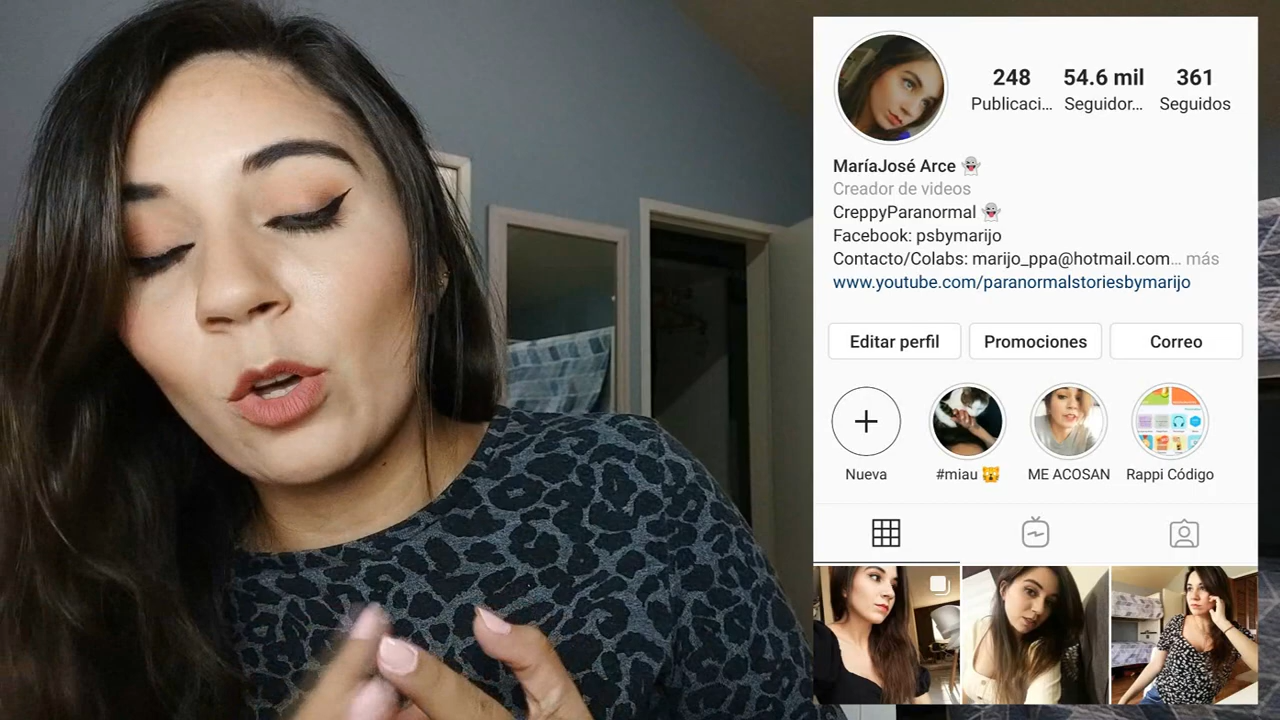 248 54.6 mil 361
Publicaci... Seguidor... Seguidos
MaríaJosé Arce 👻
Creador de videos
CreppyParanormal 👻
Facebook: psbymarijo
Contacto/Colabs: marijo_ppa@hotmail.com... más
www.youtube.com/paranormalstoriesbymarijo
Editar perfil Promociones Correo
Nueva #miau 🐱 ME ACOSAN Rappi Código